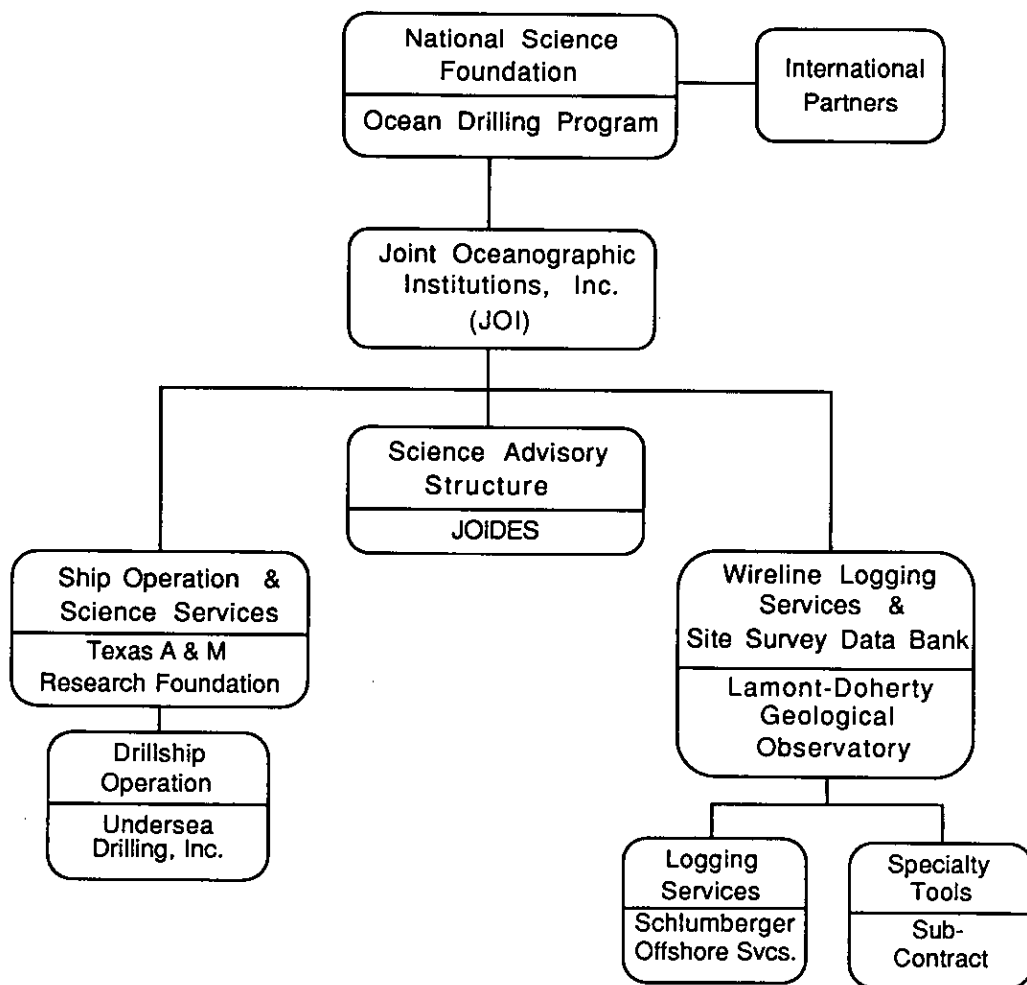 National Science
Foundation
Ocean Drilling Program
International
Partners
Joint Oceanographic
Institutions, Inc.
(JOI)
Science Advisory
Structure
JOIDES
Ship Operation &
Science Services
Texas A & M
Research Foundation
Drillship
Operation
Undersea
Drilling, Inc.
Wireline Logging
Services &
Site Survey Data Bank
Lamont-Doherty
Geological
Observatory
Logging
Services
Schlumberger
Offshore Svcs.
Specialty
Tools
Sub-
Contract